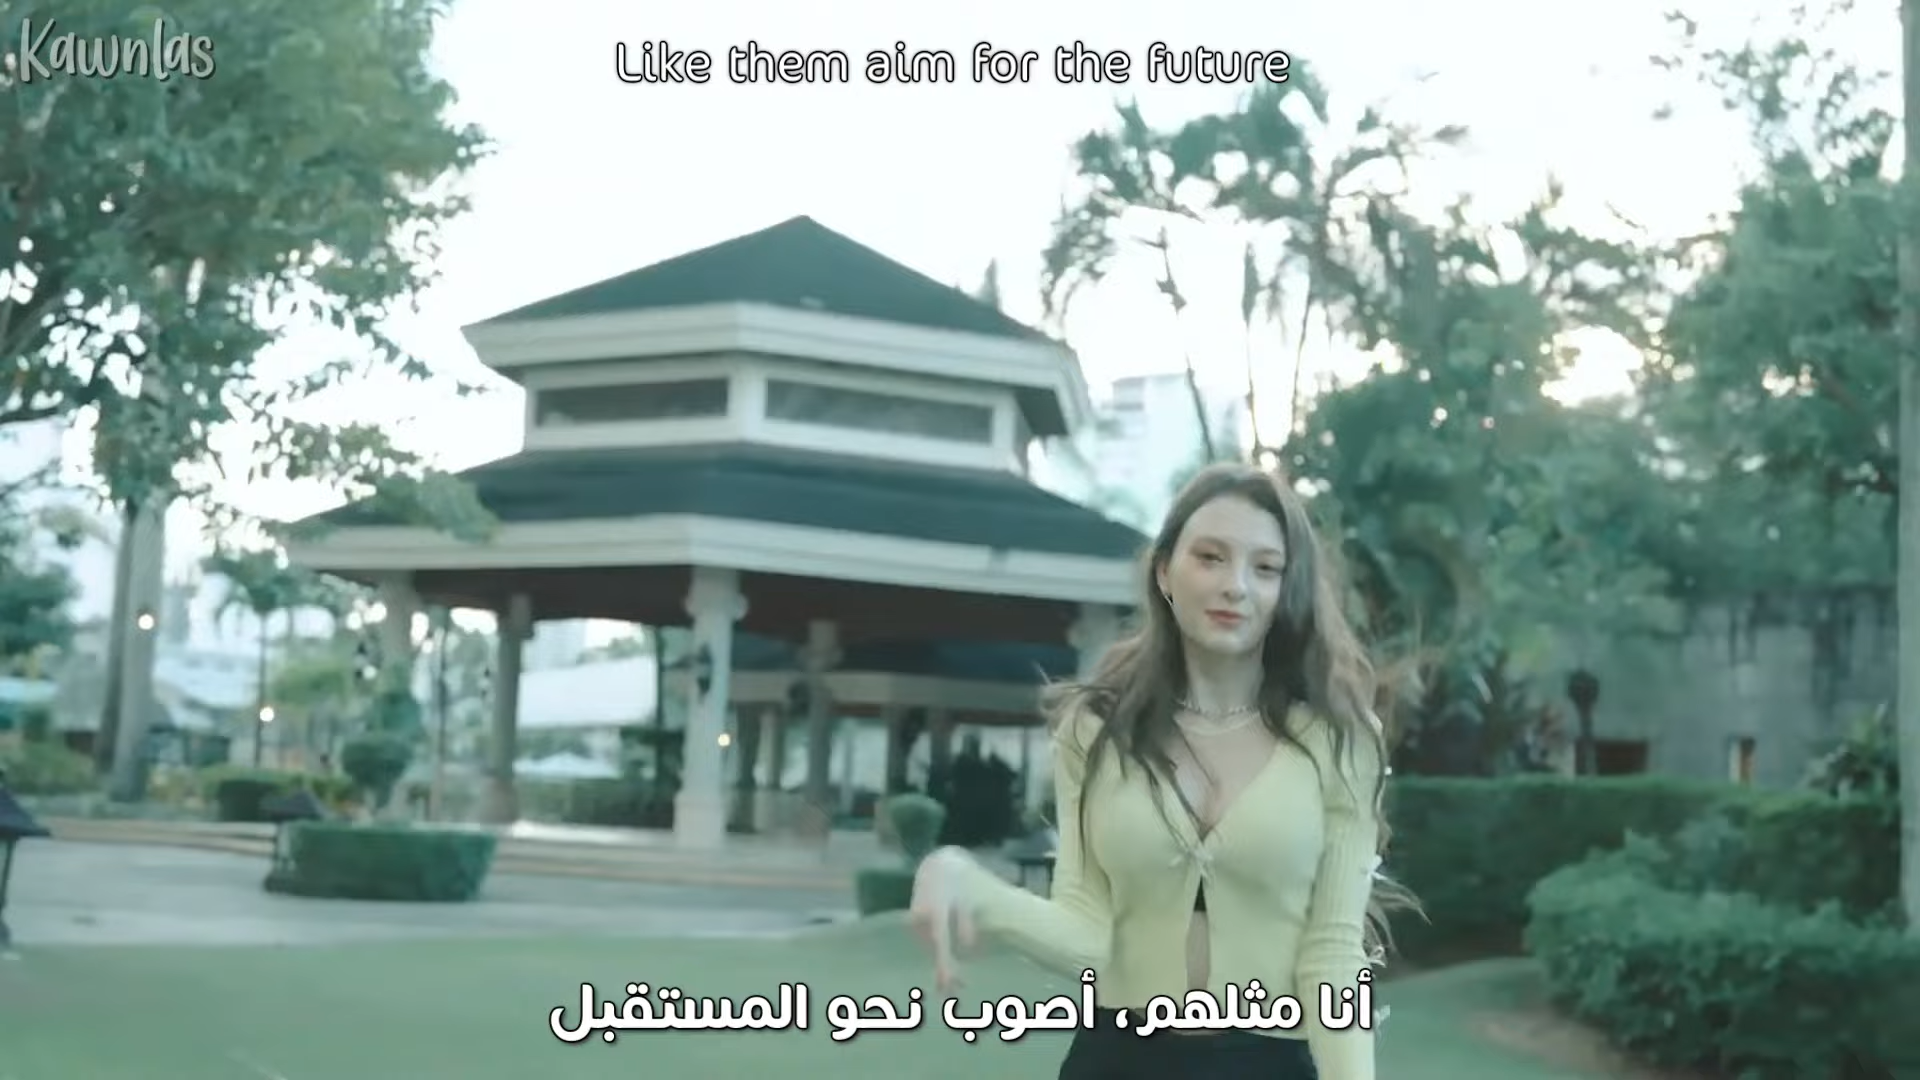 Kawnlas
Like them aim for the future
أنا مثلهم، أصوب نحو المستقبل